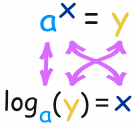 aˣ = y
logₐ(y) = x